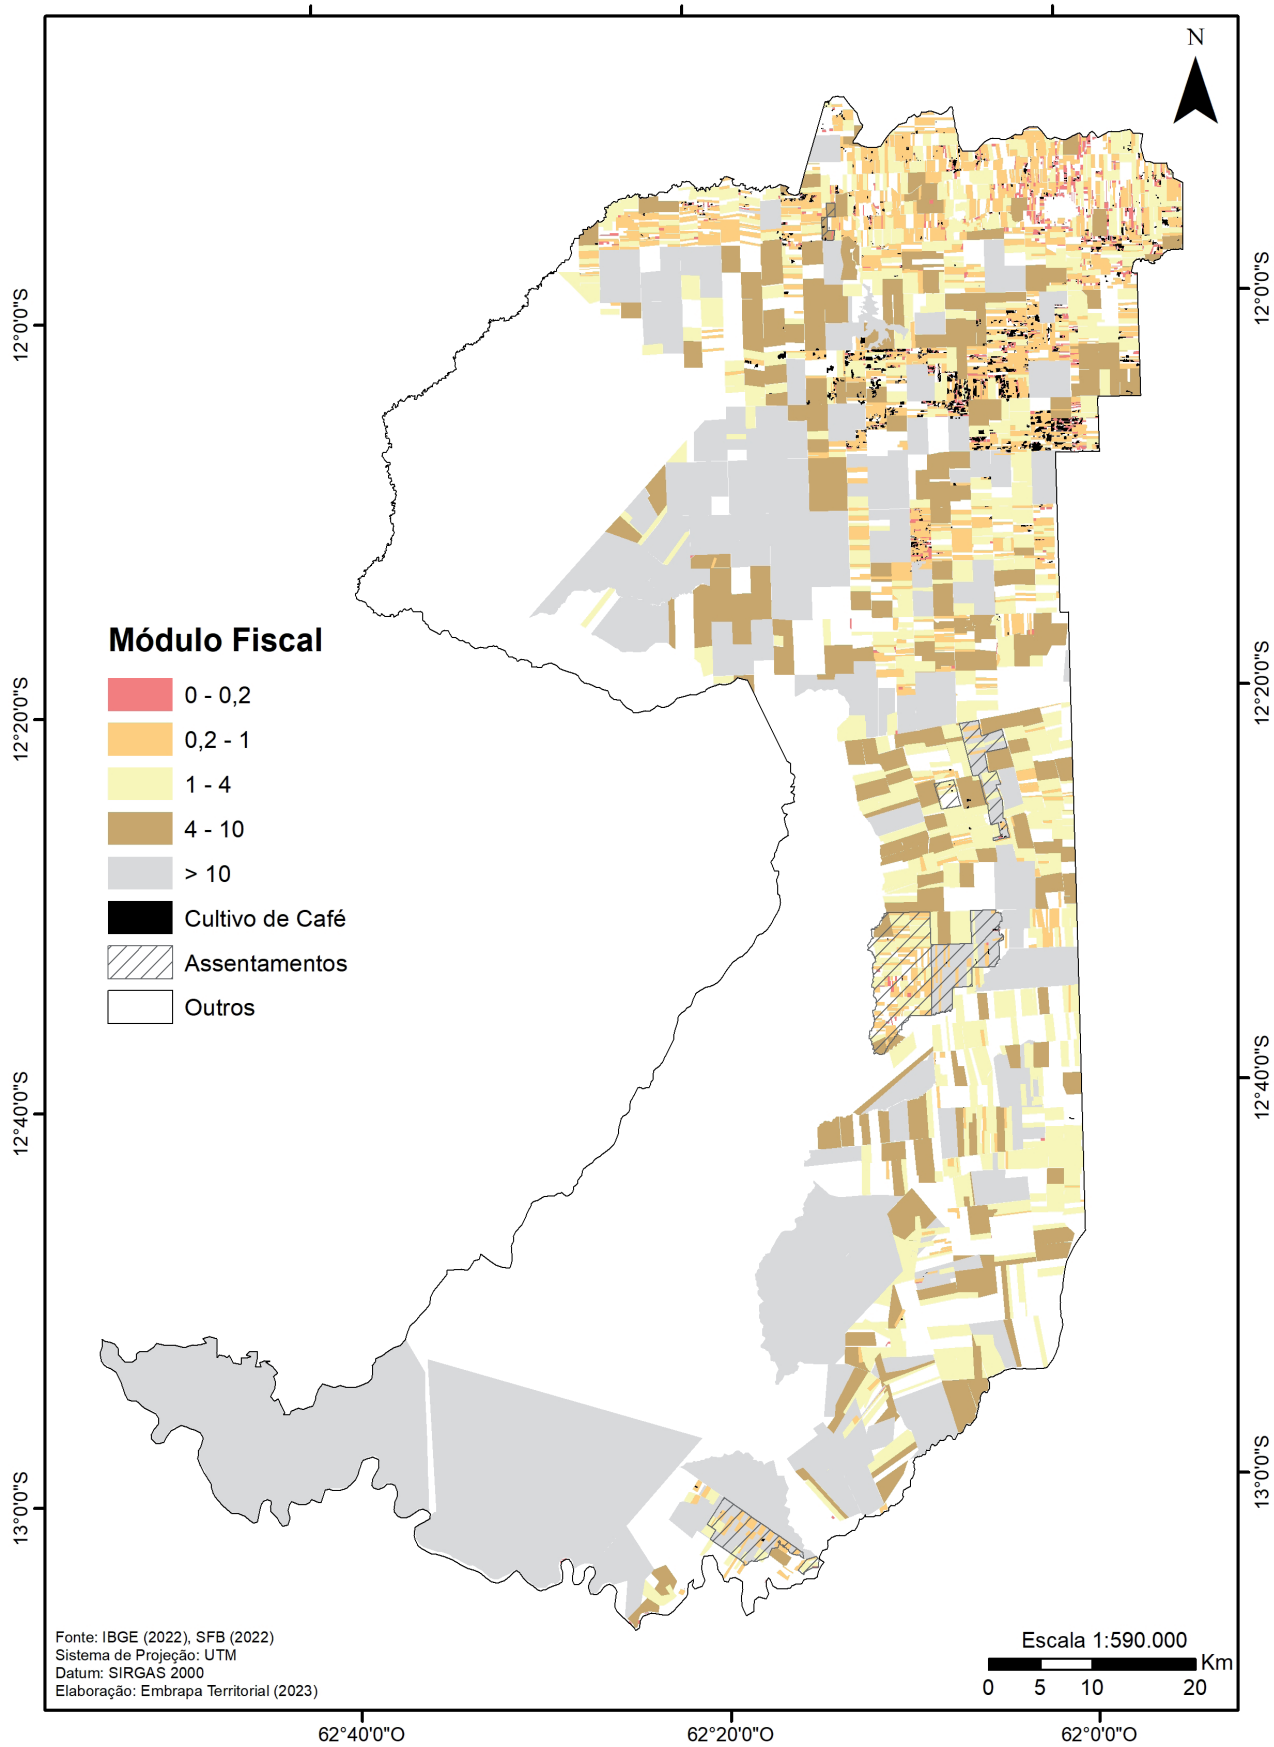 N
12°0'0"S
12°0'0"S
Módulo Fiscal
0 - 0,2
0,2 - 1
1 - 4
4 - 10
> 10
Cultivo de Café
Assentamentos
Outros
12°20'0"S
12°20'0"S
12°40'0"S
12°40'0"S
13°0'0"S
13°0'0"S
Fonte: IBGE (2022), SFB (2022)
Sistema de Projeção: UTM
Datum: SIRGAS 2000
Elaboração: Embrapa Territorial (2023)
Escala 1:590.000
Km
0 5 10 20
62°40'0"O 62°20'0"O 62°0'0"O